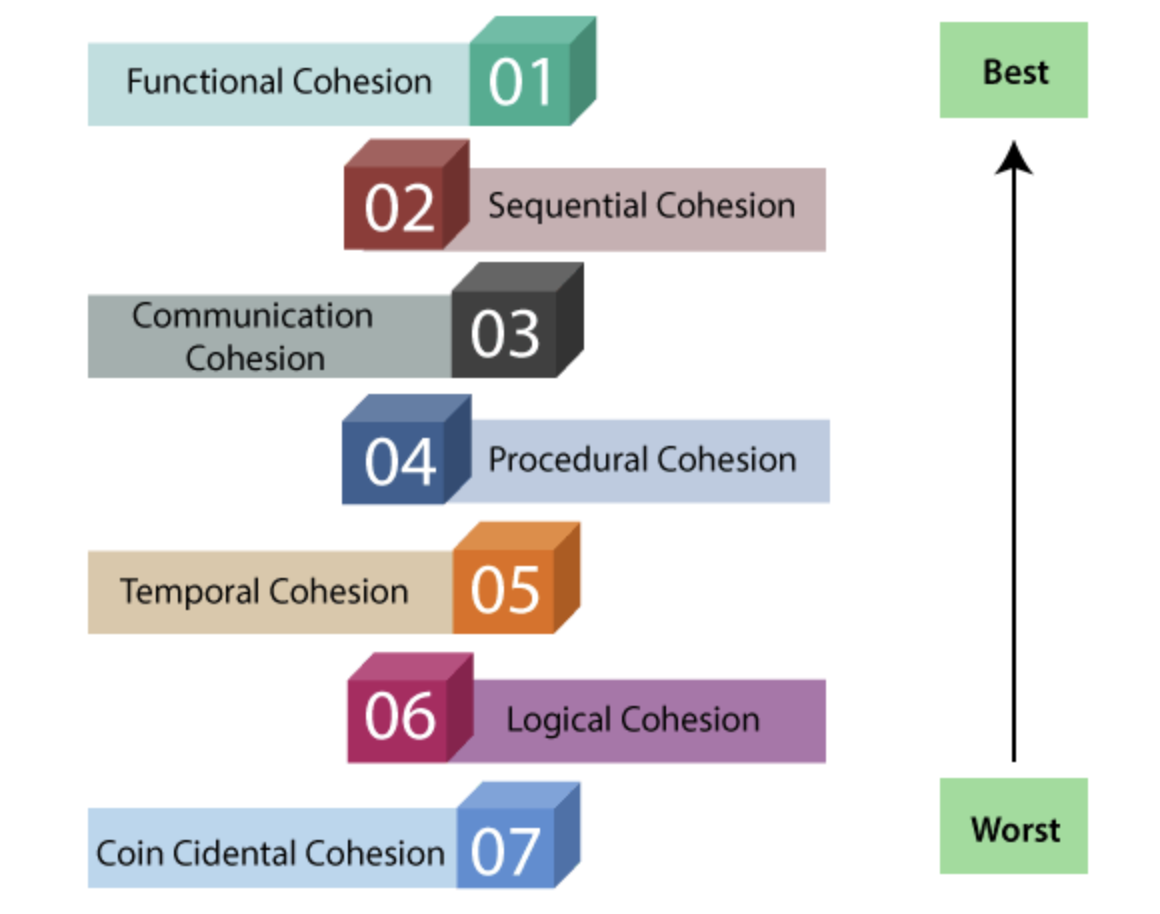 Functional Cohesion 01
Best
02 Sequential Cohesion
Communication
Cohesion
03
04 Procedural Cohesion
Temporal Cohesion 05
06 Logical Cohesion
Coin Cidental Cohesion 07
Worst